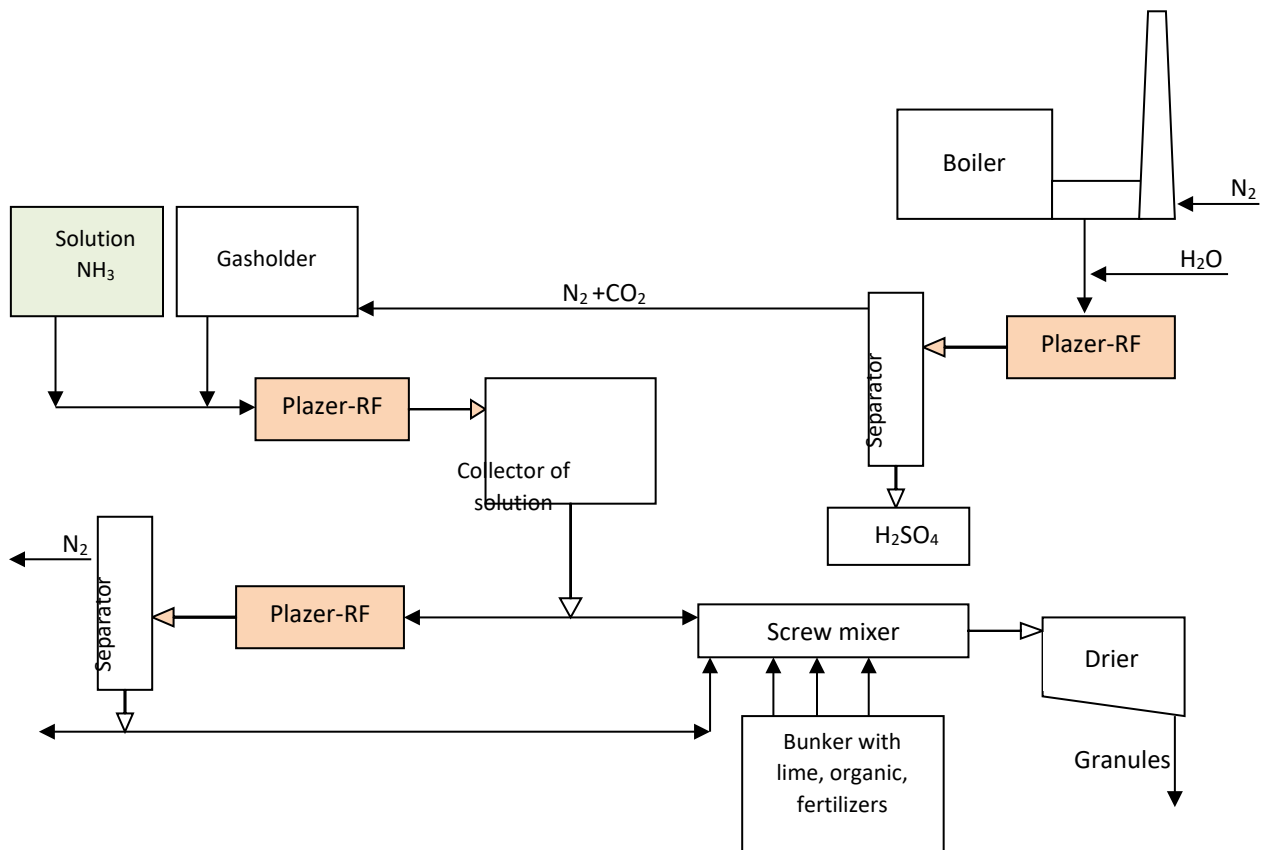 Boiler
N₂
Solution
NH₃
Gasholder
H₂O
N₂ +CO₂
Plazer-RF
Separator
Plazer-RF
Collector of
solution
H₂SO₄
N₂
Separator
Plazer-RF
Screw mixer
Drier
Bunker with
lime, organic,
fertilizers
Granules